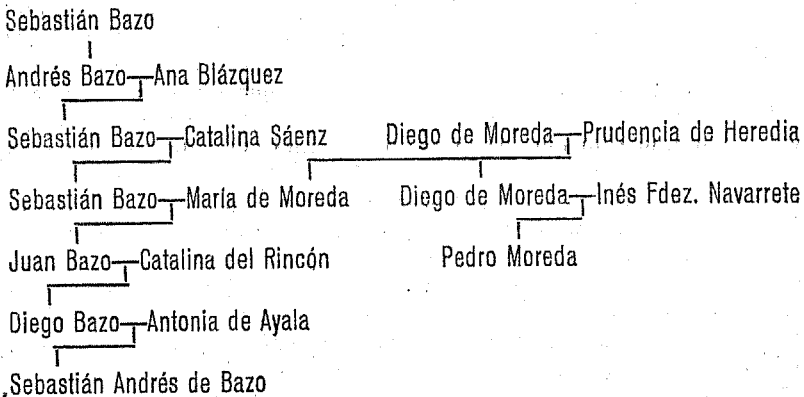 Sebastián Bazo
Andrés Bazo Ana Blázquez
Sebastián Bazo Catalina Sáenz Diego de Moreda Prudencia de Heredia
Sebastián Bazo María de Moreda Diego de Moreda Inés Fdez. Navarrete
Juan Bazo Catalina del Rincón Pedro Moreda
Diego Bazo Antonia de Ayala
Sebastián Andrés de Bazo